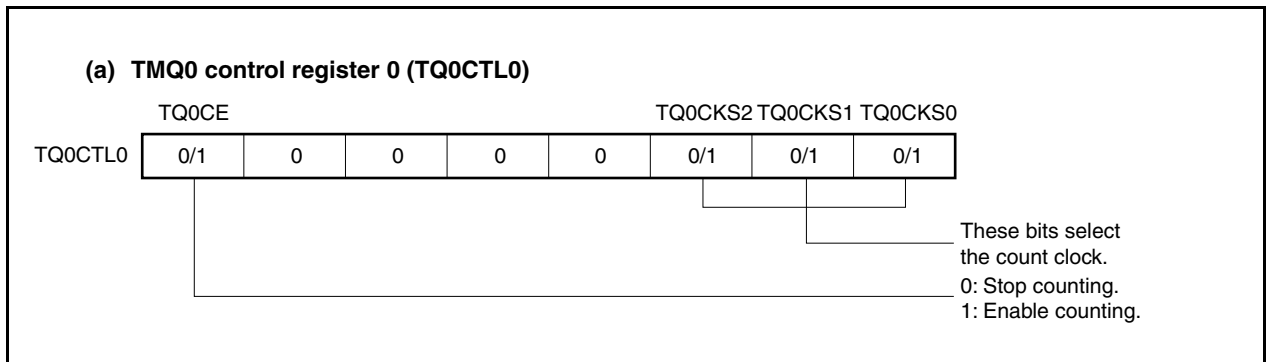 (a) TMQ0 control register 0 (TQ0CTL0)
TQ0CE TQ0CKS2 TQ0CKS1 TQ0CKS0
TQ0CTL0 0/1 0 0 0 0 0/1 0/1 0/1
These bits select
the count clock.
0: Stop counting.
1: Enable counting.